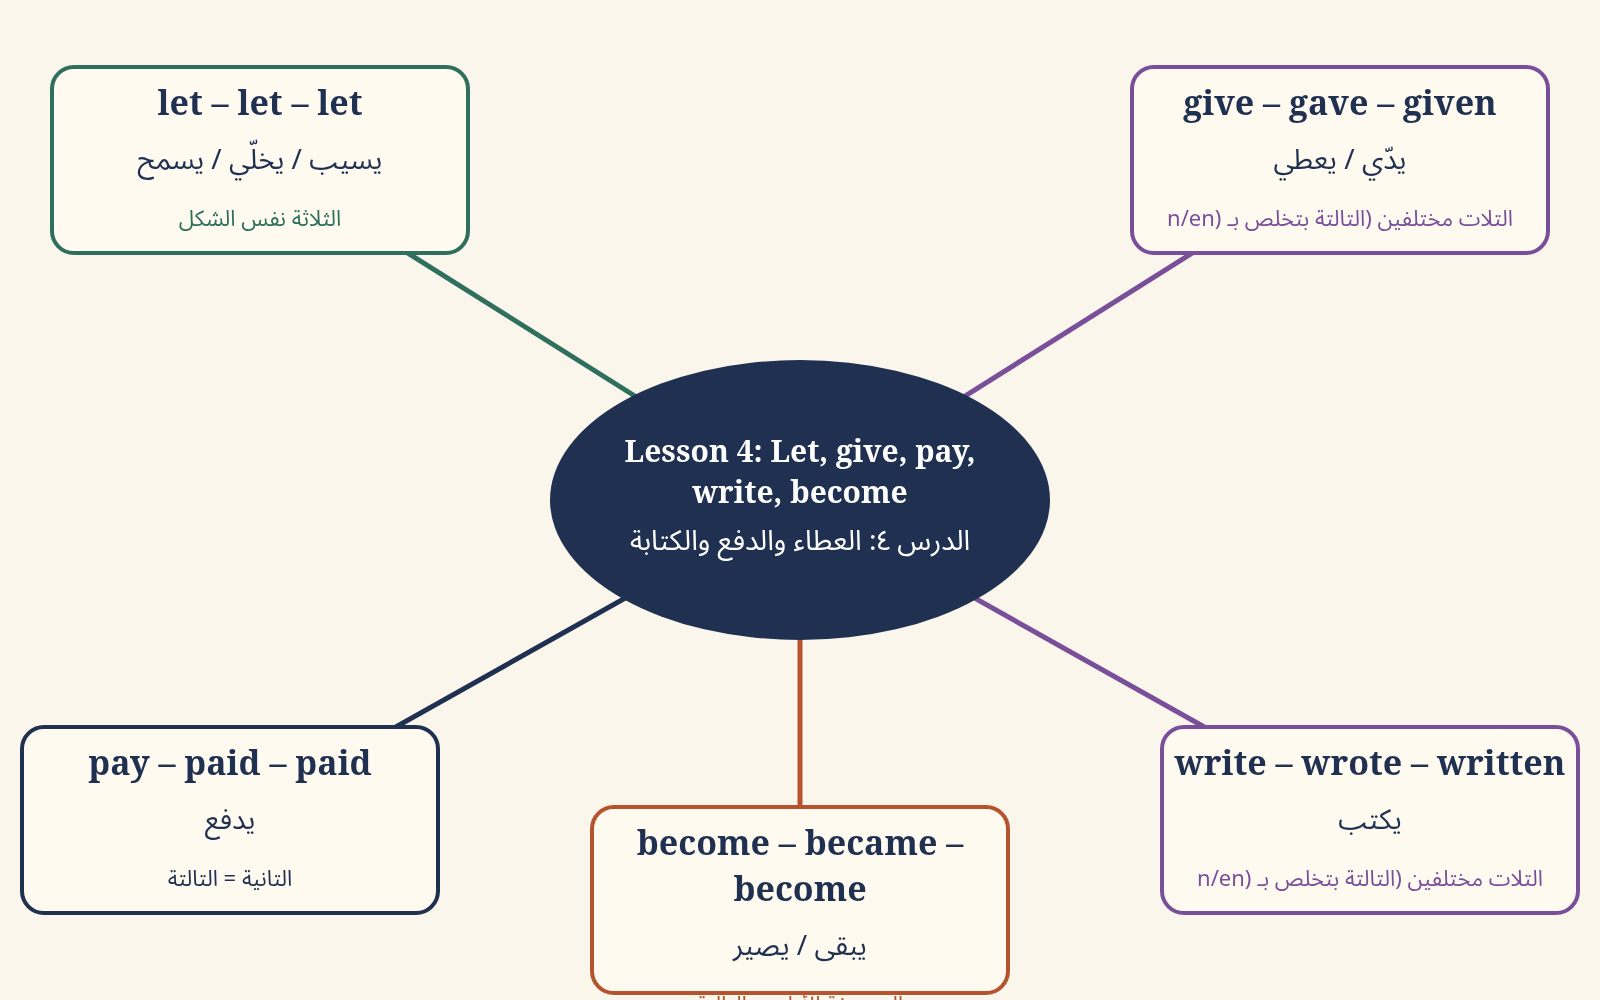 let – let – let
يسيب / يخلّي / يسمح
الثلاثة نفس الشكل
give – gave – given
يدّي / يعطي
التلات مختلفين (التالتة بتخلص بـ n/en)
Lesson 4: Let, give, pay,
write, become
الدرس ٤: العطاء والدفع والكتابة
pay – paid – paid
يدفع
التانية = التالتة
become – became –
become
يبقى / يصير
write – wrote – written
يكتب
التلات مختلفين (التالتة بتخلص بـ n/en)